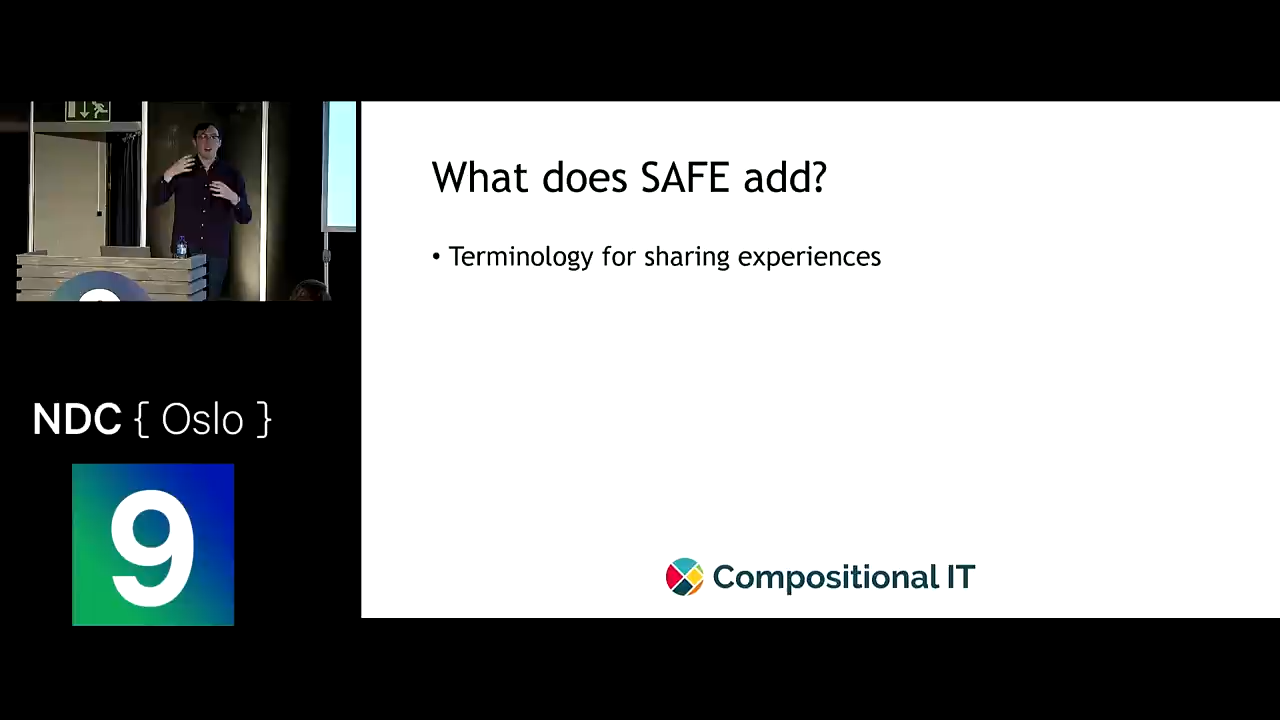 What does SAFE add?
• Terminology for sharing experiences
NDC { Oslo }
9
Compositional IT